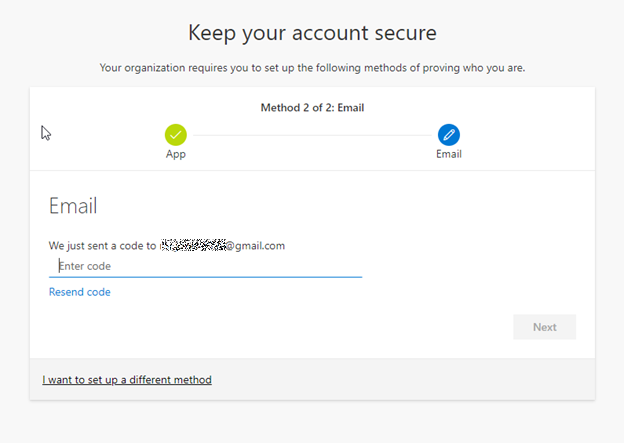 Keep your account secure
Your organization requires you to set up the following methods of proving who you are.
Method 2 of 2: Email
App
Email
Email
We just sent a code to @gmail.com
Enter code
Resend code
Next
I want to set up a different method